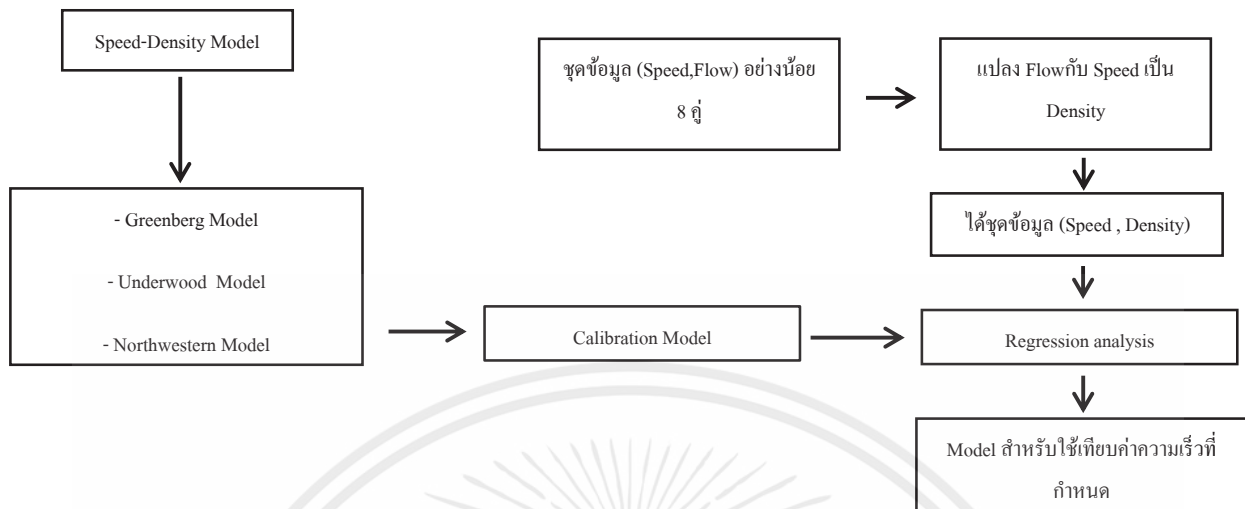 Speed-Density Model
ชุดข้อมูล (Speed,Flow) อย่างน้อย
8 คู่
แปลง Flowกับ Speed เป็น
Density
- Greenberg Model
- Underwood Model
- Northwestern Model
ได้ชุดข้อมูล (Speed , Density)
Calibration Model
Regression analysis
Model สำหรับใช้เทียบค่าความเร็วที่
กำหนด